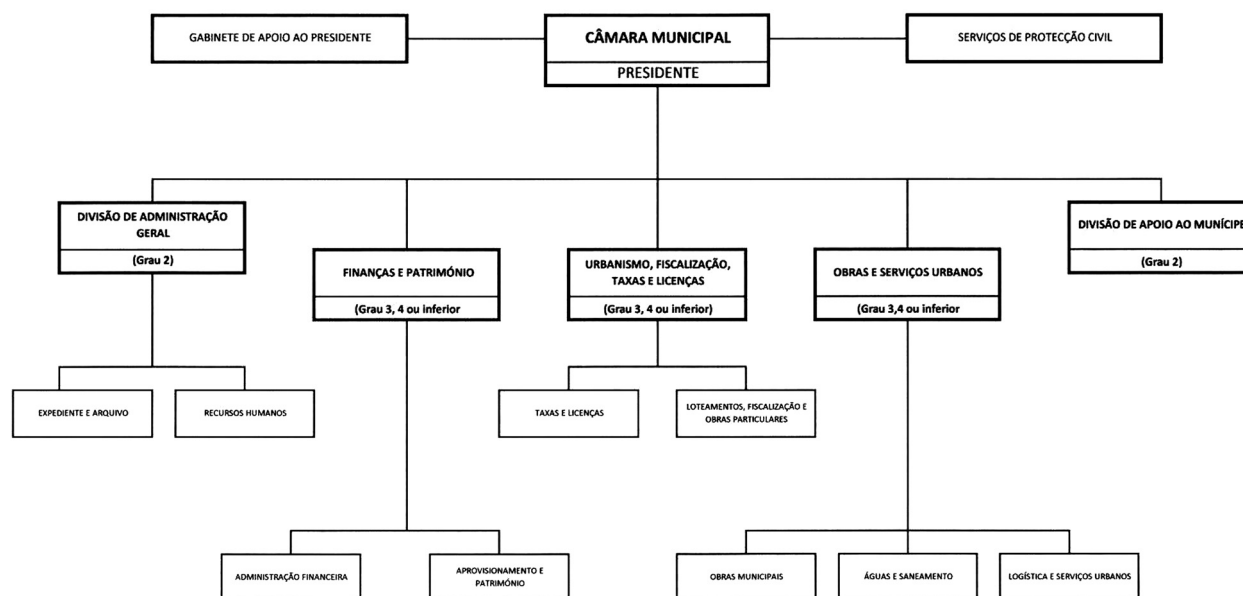 GABINETE DE APOIO AO PRESIDENTE
CÂMARA MUNICIPAL
PRESIDENTE
SERVIÇOS DE PROTECÇÃO CIVIL
DIVISÃO DE ADMINISTRAÇÃO
GERAL
(Grau 2)
FINANÇAS E PATRIMÓNIO
(Grau 3, 4 ou inferior
URBANISMO, FISCALIZAÇÃO,
TAXAS E LICENÇAS
(Grau 3, 4 ou inferior)
OBRAS E SERVIÇOS URBANOS
(Grau 3,4 ou inferior
DIVISÃO DE APOIO AO MUNÍCIPE
(Grau 2)
EXPEDIENTE E ARQUIVO
RECURSOS HUMANOS
TAXAS E LICENÇAS
LOTEAMENTOS, FISCALIZAÇÃO E
OBRAS PARTICULARES
ADMINISTRAÇÃO FINANCEIRA
APROVISIONAMENTO E
PATRIMÓNIO
OBRAS MUNICIPAIS
ÁGUAS E SANEAMENTO
LOGÍSTICA E SERVIÇOS URBANOS